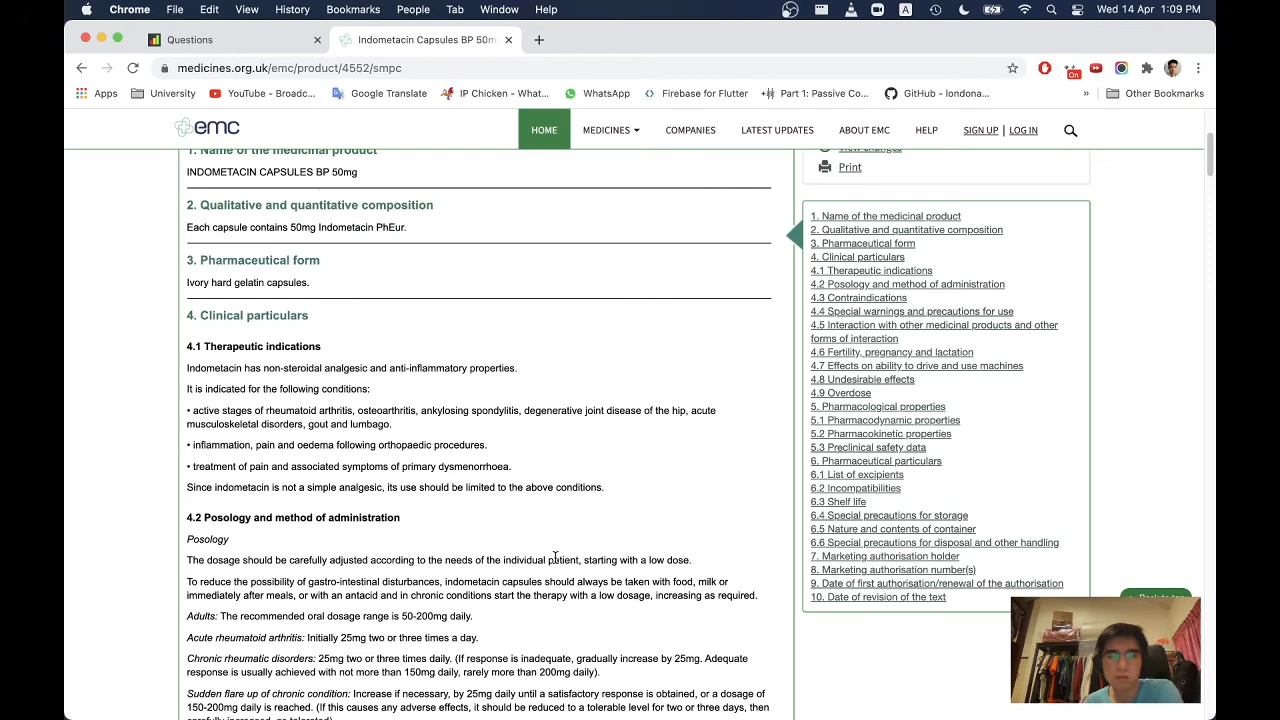 Chrome File Edit View History Bookmarks People Tab Window Help A Wed 14 Apr 1:09 PM
Questions Indometacin Capsules BP 50m
medicines.org.uk/emc/product/4552/smpc On
Apps University YouTube - Broadc... Google Translate IP Chicken - What... WhatsApp Firebase for Flutter Part 1: Passive Co... GitHub - londona... » Other Bookmarks
emc HOME MEDICINES COMPANIES LATEST UPDATES ABOUT EMC HELP SIGN UP | LOG IN
1. Name of the medicinal product
INDOMETACIN CAPSULES BP 50mg
2. Qualitative and quantitative composition
Each capsule contains 50mg Indometacin PhEur.
3. Pharmaceutical form
Ivory hard gelatin capsules.
4. Clinical particulars
4.1 Therapeutic indications
Indometacin has non-steroidal analgesic and anti-inflammatory properties.
It is indicated for the following conditions:
• active stages of rheumatoid arthritis, osteoarthritis, ankylosing spondylitis, degenerative joint disease of the hip, acute
musculoskeletal disorders, gout and lumbago.
• inflammation, pain and oedema following orthopaedic procedures.
• treatment of pain and associated symptoms of primary dysmenorrhoea.
Since indometacin is not a simple analgesic, its use should be limited to the above conditions.
4.2 Posology and method of administration
Posology
The dosage should be carefully adjusted according to the needs of the individual patient, starting with a low dose.
To reduce the possibility of gastro-intestinal disturbances, indometacin capsules should always be taken with food, milk or
immediately after meals, or with an antacid and in chronic conditions start the therapy with a low dosage, increasing as required.
Adults: The recommended oral dosage range is 50-200mg daily.
Acute rheumatoid arthritis: Initially 25mg two or three times a day.
Chronic rheumatic disorders: 25mg two or three times daily. (If response is inadequate, gradually increase by 25mg. Adequate
response is usually achieved with not more than 150mg daily, rarely more than 200mg daily).
Sudden flare up of chronic condition: Increase if necessary, by 25mg daily until a satisfactory response is obtained, or a dosage of
150-200mg daily is reached. (If this causes any adverse effects, it should be reduced to a tolerable level for two or three days, then
carefully increased, as tolerated)
View changes
Print
1. Name of the medicinal product
2. Qualitative and quantitative composition
3. Pharmaceutical form
4. Clinical particulars
4.1 Therapeutic indications
4.2 Posology and method of administration
4.3 Contraindications
4.4 Special warnings and precautions for use
4.5 Interaction with other medicinal products and other
forms of interaction
4.6 Fertility, pregnancy and lactation
4.7 Effects on ability to drive and use machines
4.8 Undesirable effects
4.9 Overdose
5. Pharmacological properties
5.1 Pharmacodynamic properties
5.2 Pharmacokinetic properties
5.3 Preclinical safety data
6. Pharmaceutical particulars
6.1 List of excipients
6.2 Incompatibilities
6.3 Shelf life
6.4 Special precautions for storage
6.5 Nature and contents of container
6.6 Special precautions for disposal and other handling
7. Marketing authorisation holder
8. Marketing authorisation number(s)
9. Date of first authorisation/renewal of the authorisation
10. Date of revision of the text
Back to top